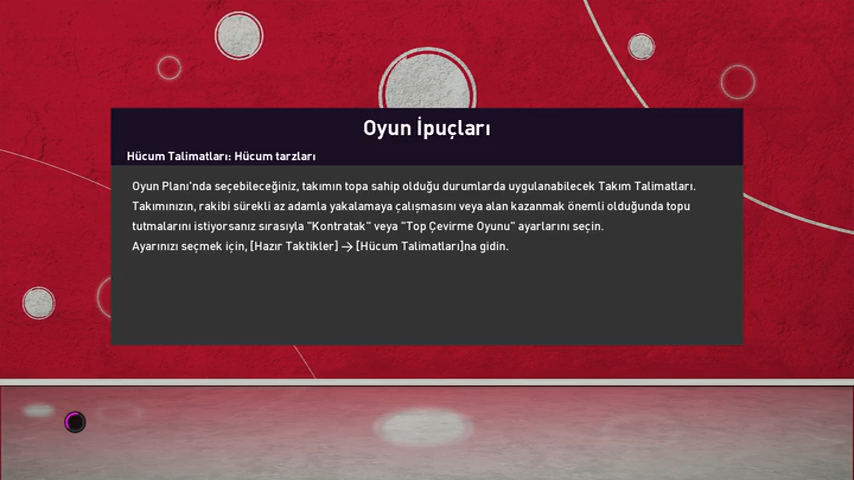 Oyun İpuçları
Hücum Talimatları: Hücum tarzları
Oyun Planı'nda seçebileceğiniz, takımın topa sahip olduğu durumlarda uygulanabilecek Takım Talimatları.
Takımınızın, rakibi sürekli az adamla yakalamaya çalışmasını veya alan kazanmak önemli olduğunda topu
tutmalarını istiyorsanız sırasıyla "Kontratak" veya "Top Çevirme Oyunu" ayarlarını seçin.
Ayarınızı seçmek için, [Hazır Taktikler] → [Hücum Talimatları]na gidin.